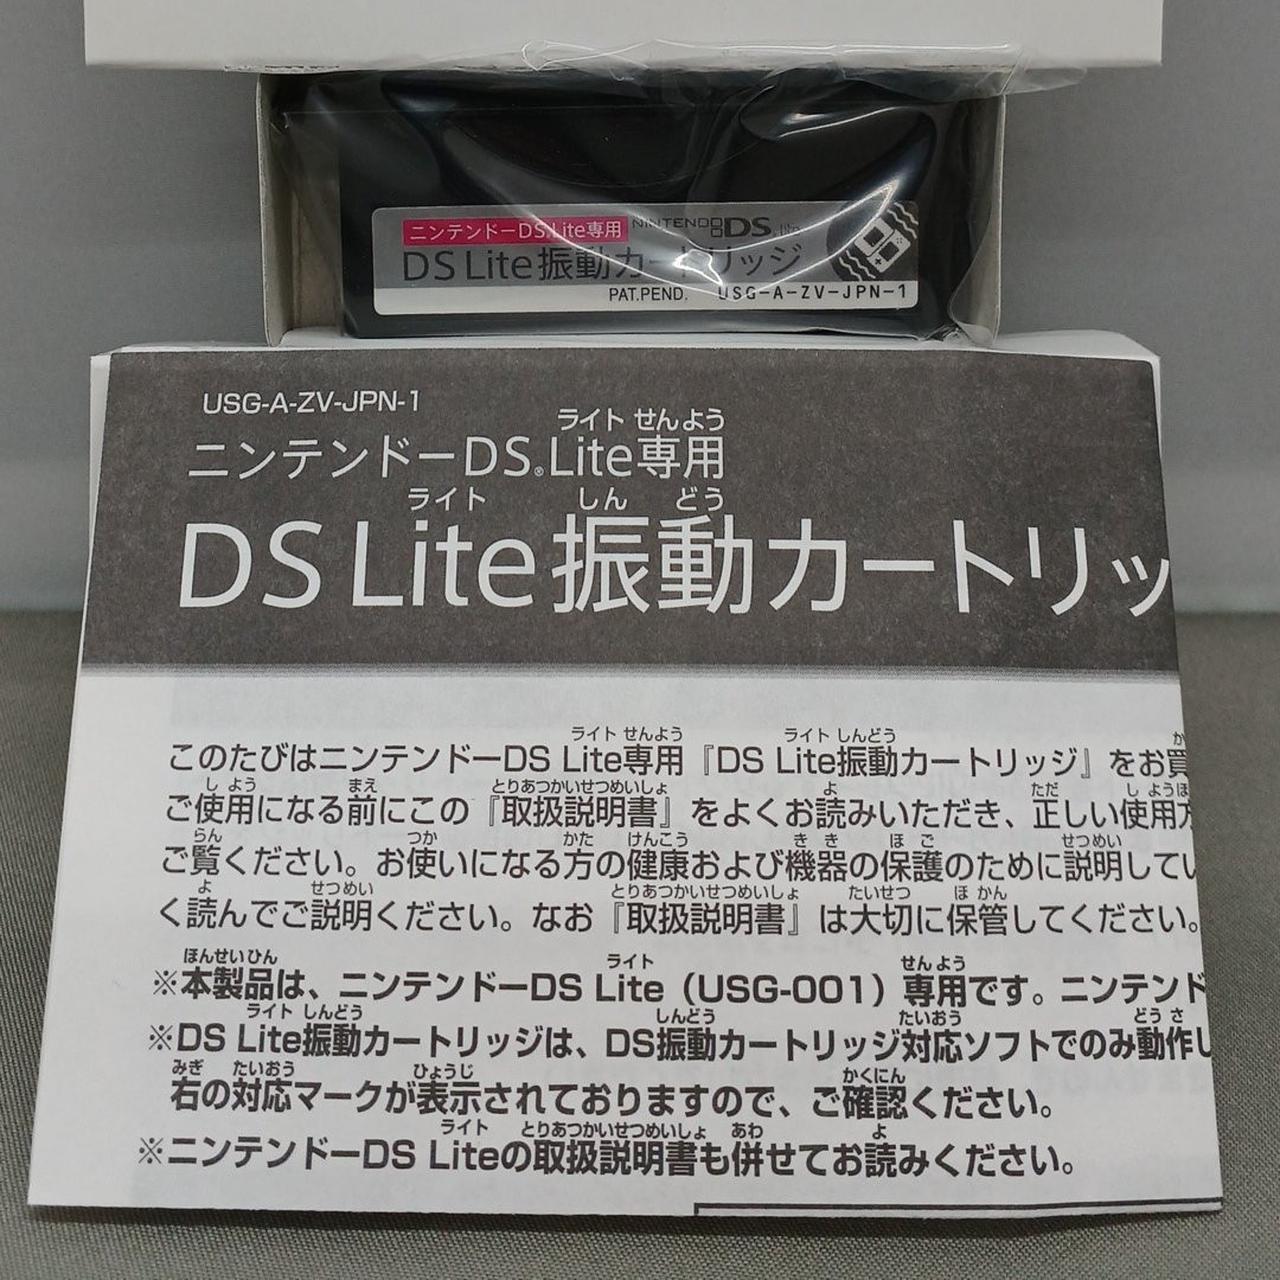 ニンテンドーDS Lite専用 NINTENDO DS Lite
DS Lite振動カートリッジ
PAT.PEND. USG-A-ZV-JPN-1
USG-A-ZV-JPN-1
ライト せんよう
ニンテンドーDS®Lite専用
ライト しん どう
DS Lite振動カートリッ
ライト せんよう ライト しんどう か
このたびはニンテンドーDS Lite専用『DS Lite振動カートリッジ』をお買
しよう まえ とりあつかいせつめいしょ よ ただ しようほ
ご使用になる前にこの『取扱説明書』をよくお読みいただき、正しい使用方
らん つか かた けんこう きき ほご せつめい
ご覧ください。お使いになる方の健康および機器の保護のために説明してい
よ せつめい とりあつかいせつめいしょ たいせつ ほかん
く読んでご説明ください。なお『取扱説明書』は大切に保管してください。
ほんせいひん ライト せんよう
※本製品は、ニンテンドーDS Lite（USG-001）専用です。ニンテンド
ライト しんどう しんどう たいおう どうさ
※DS Lite振動カートリッジは、DS振動カートリッジ対応ソフトでのみ動作し
みぎ たいおう ひょうじ かくにん
右の対応マークが表示されておりますので、ご確認ください。
ライト とりあつかいせつめいしょ あわ よ
※ニンテンドーDS Liteの取扱説明書も併せてお読みください。